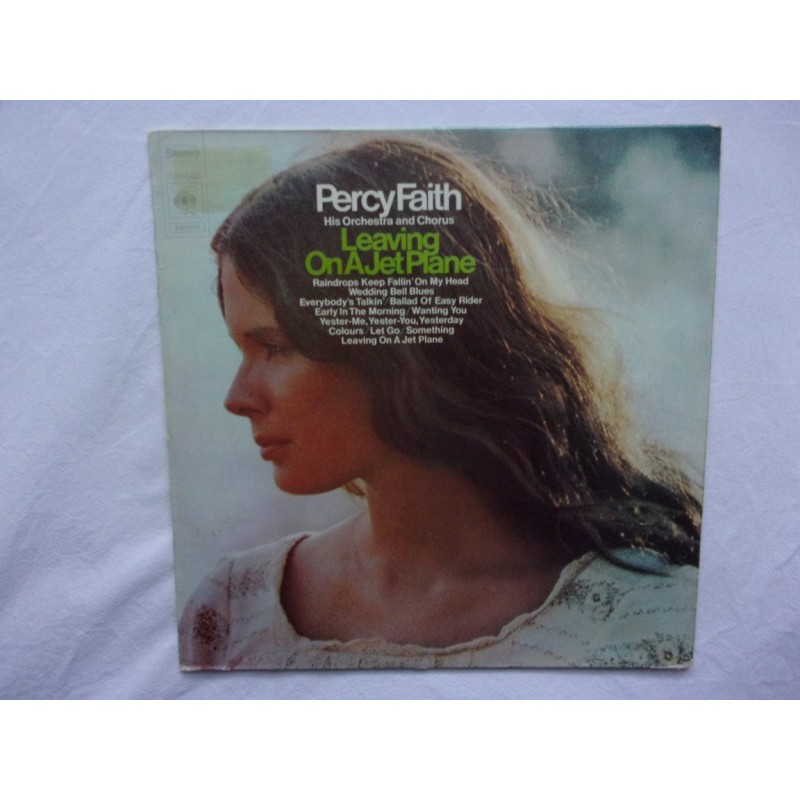 Stereo
Percy Faith
His Orchestra and Chorus
Leaving
On A Jet Plane
Raindrops Keep Fallin' On My Head
Wedding Bell Blues
Everybody's Talkin'/Ballad Of Easy Rider
Early In The Morning/Wanting You
Yester-Me, Yester-You, Yesterday
Colours/Let Go/Something
Leaving On A Jet Plane